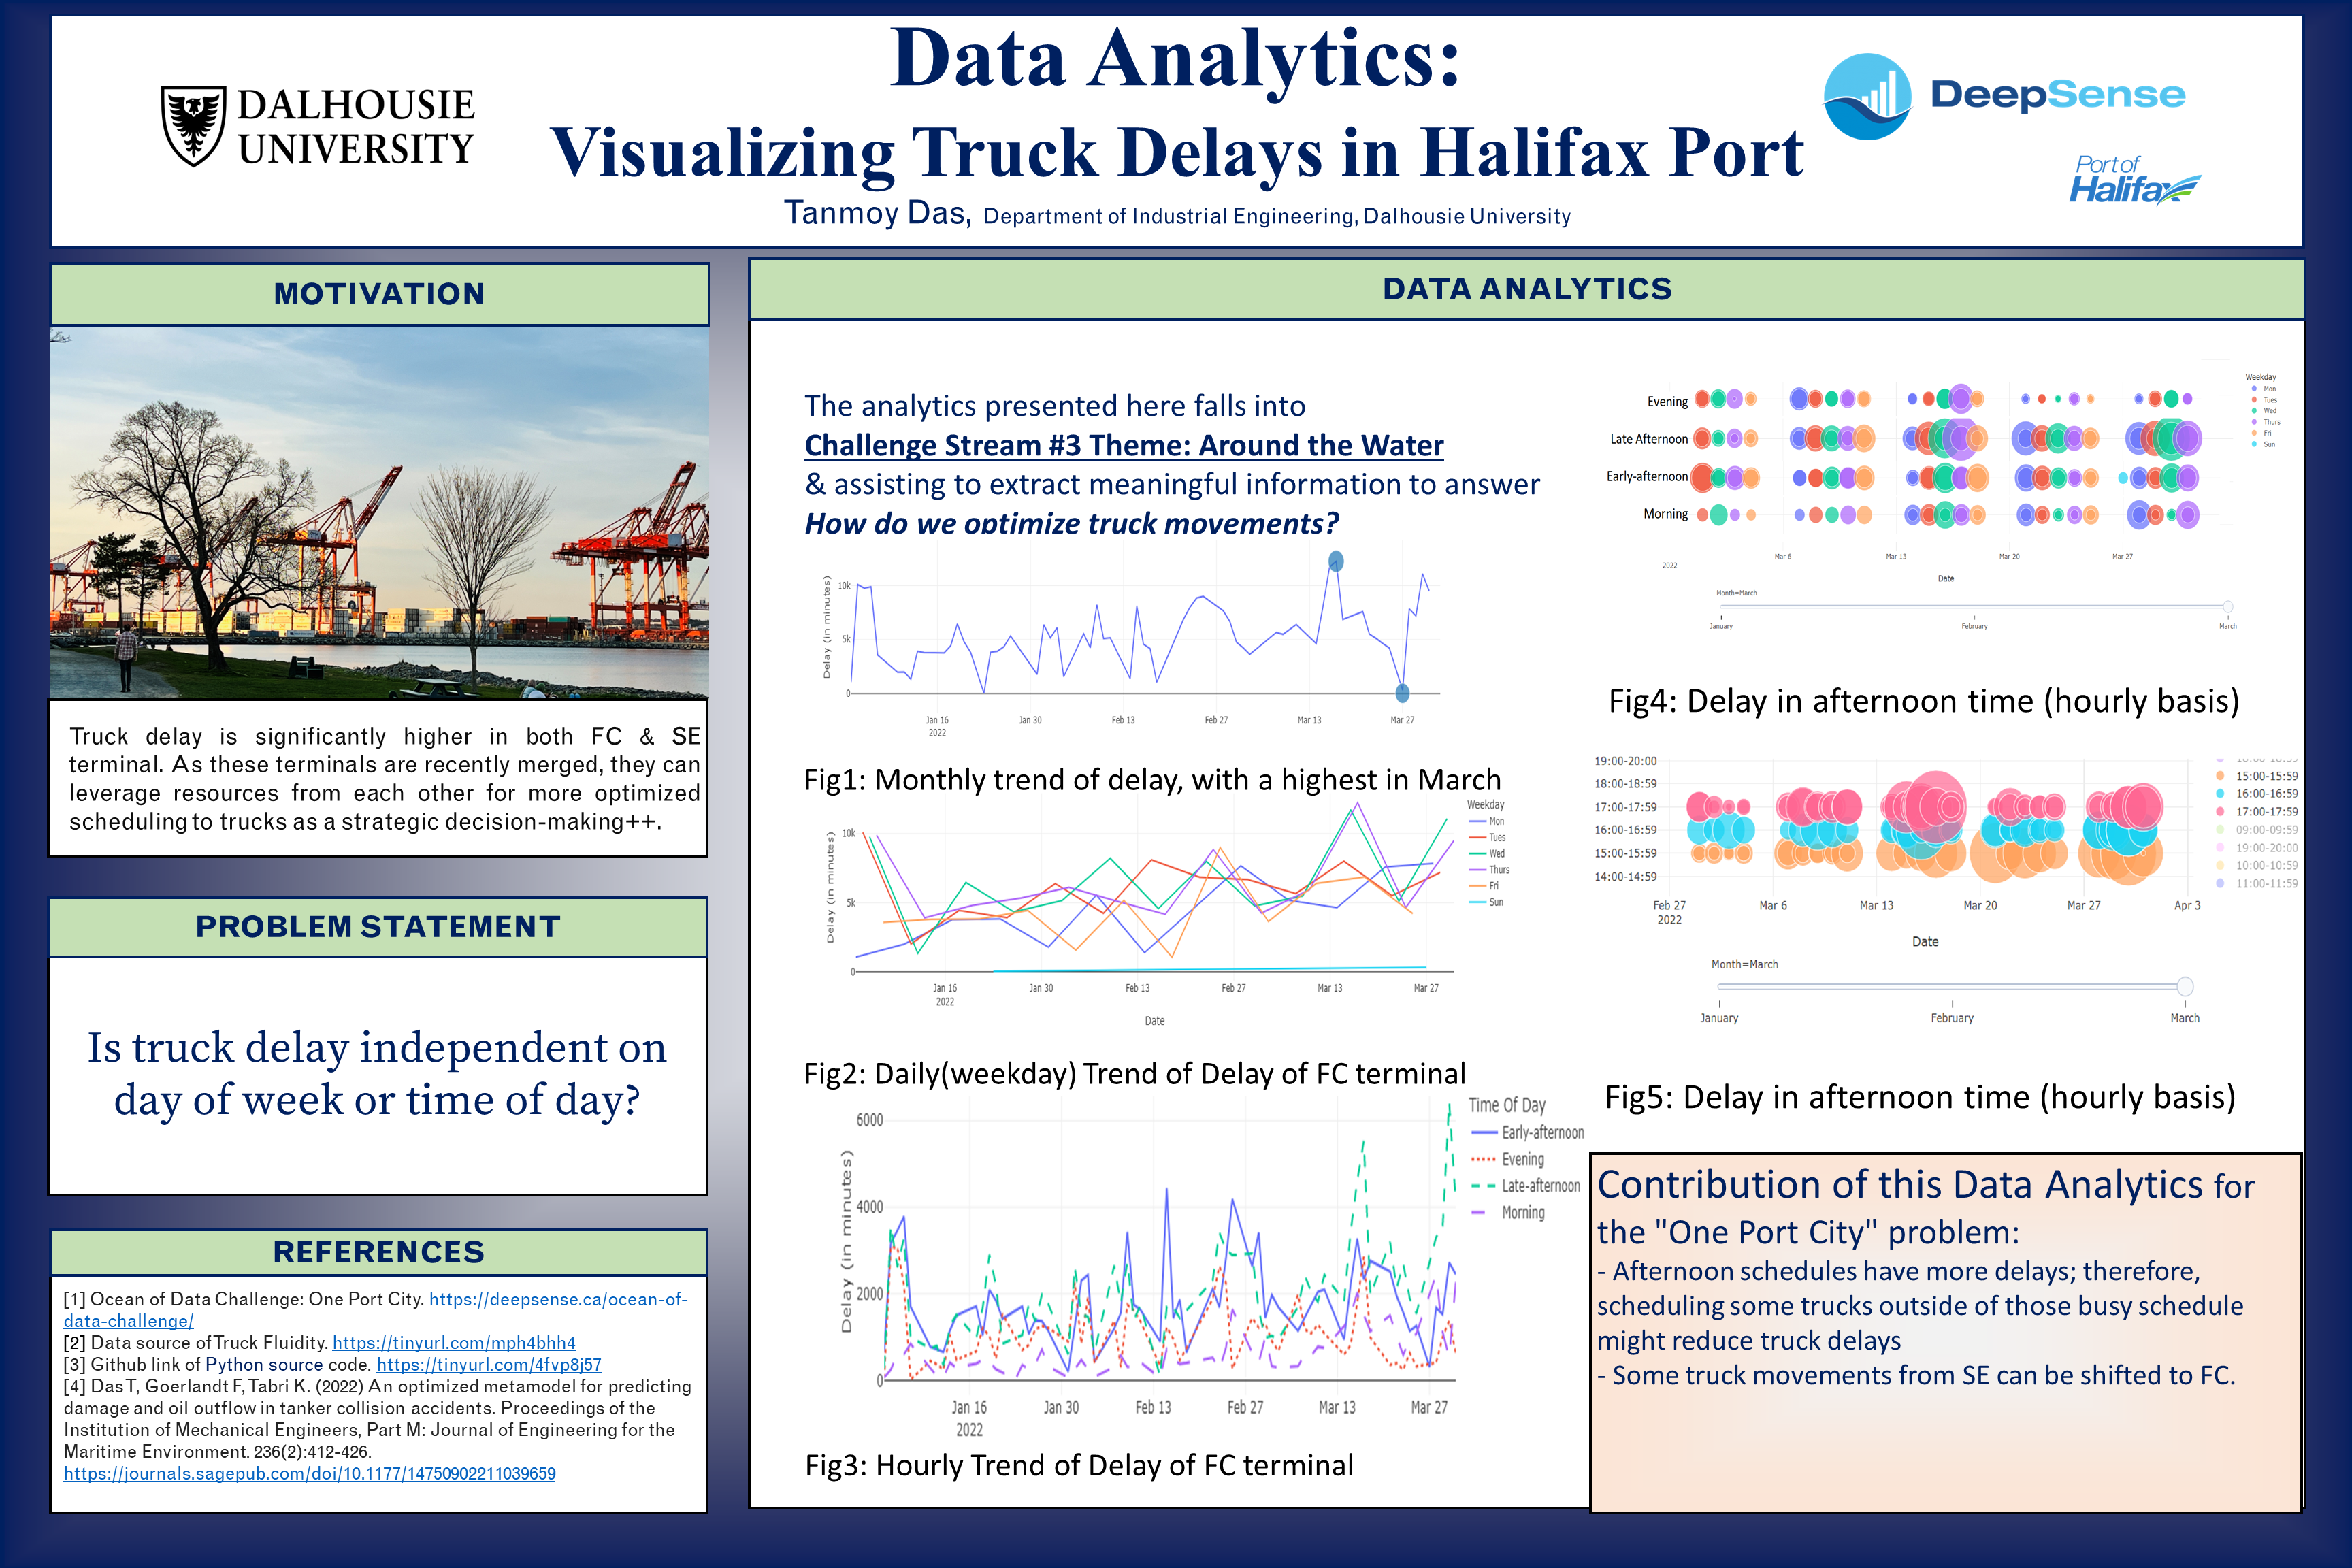 Data Analytics:
Visualizing Truck Delays in Halifax Port
Tanmoy Das, Department of Industrial Engineering, Dalhousie University
DALHOUSIE
UNIVERSITY
DeepSense
Port of
Halifax
MOTIVATION
Truck delay is significantly higher in both FC & SE
terminal. As these terminals are recently merged, they can
leverage resources from each other for more optimized
scheduling to trucks as a strategic decision-making++.
PROBLEM STATEMENT
Is truck delay independent on
day of week or time of day?
REFERENCES
[1] Ocean of Data Challenge: One Port City. https://deepsense.ca/ocean-of-
data-challenge/
[2] Data source of Truck Fluidity. https://tinyurl.com/mph4bhh4
[3] Github link of Python source code. https://tinyurl.com/4fvp8j57
[4] Das T, Goerlandt F, Tabri K. (2022) An optimized metamodel for predicting
damage and oil outflow in tanker collision accidents. Proceedings of the
Institution of Mechanical Engineers, Part M: Journal of Engineering for the
Maritime Environment. 236(2):412-426.
https://journals.sagepub.com/doi/10.1177/14750902211039659
DATA ANALYTICS
The analytics presented here falls into
Challenge Stream #3 Theme: Around the Water
& assisting to extract meaningful information to answer
How do we optimize truck movements?
Delay (in minutes)
10k
5k
0
Jan 16 Jan 30 Feb 13 Feb 27 Mar 13 Mar 27
2022
Fig1: Monthly trend of delay, with a highest in March
Delay (in minutes)
10k
5k
0
Jan 16 Jan 30 Feb 13 Feb 27 Mar 13 Mar 27
2022
Date
Weekday
Mon
Tues
Wed
Thurs
Fri
Sun
Fig2: Daily(weekday) Trend of Delay of FC terminal
Delay (in minutes)
6000
4000
2000
0
Jan 16 Jan 30 Feb 13 Feb 27 Mar 13 Mar 27
2022
Time Of Day
Early-afternoon
Evening
Late-afternoon
Morning
Fig3: Hourly Trend of Delay of FC terminal
Evening
Late Afternoon
Early-afternoon
Morning
Mar 6 Mar 13 Mar 20 Mar 27
2022
Date
Weekday
Mon
Tues
Wed
Thurs
Fri
Sun
Month=March
January February March
Fig4: Delay in afternoon time (hourly basis)
19:00-20:00
18:00-18:59
17:00-17:59
16:00-16:59
15:00-15:59
14:00-14:59
Feb 27 Mar 6 Mar 13 Mar 20 Mar 27 Apr 3
2022
Date
15:00-15:59
16:00-16:59
17:00-17:59
09:00-09:59
19:00-20:00
10:00-10:59
11:00-11:59
Month=March
January February March
Fig5: Delay in afternoon time (hourly basis)
Contribution of this Data Analytics for
the "One Port City" problem:
- Afternoon schedules have more delays; therefore,
scheduling some trucks outside of those busy schedule
might reduce truck delays
- Some truck movements from SE can be shifted to FC.